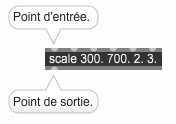 Point d'entrée.
scale 300. 700. 2. 3.
Point de sortie.